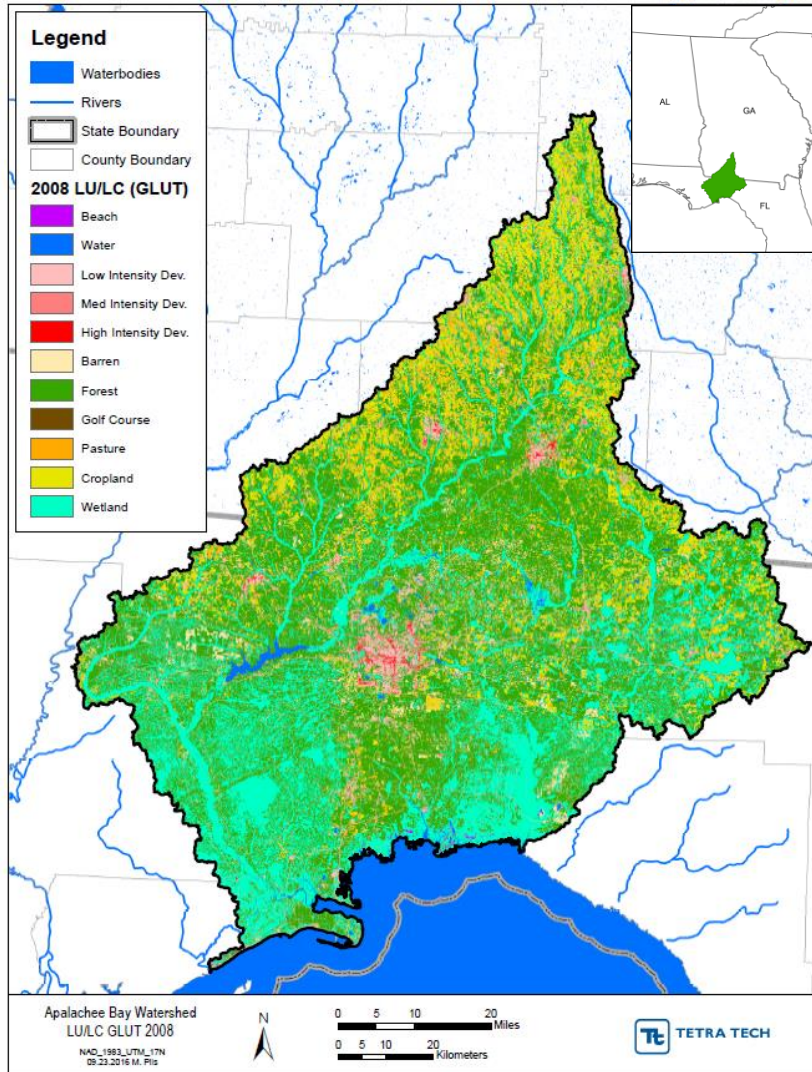 Legend
Waterbodies
Rivers
State Boundary
County Boundary
2008 LU/LC (GLUT)
Beach
Water
Low Intensity Dev.
Med Intensity Dev.
High Intensity Dev.
Barren
Forest
Golf Course
Pasture
Cropland
Wetland
AL
GA
FL
Apalachee Bay Watershed
LU/LC GLUT 2008
NAD_1983_UTM_17N
09.23.2016 M. Plis
N
0 5 10 20
Miles
0 5 10 20
Kilometers
Tt TETRA TECH